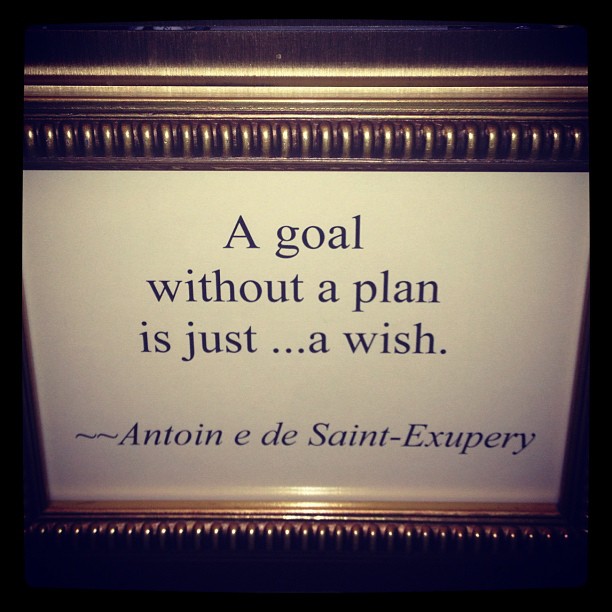 A goal
without a plan
is just ...a wish.
~~Antoin e de Saint-Exupery